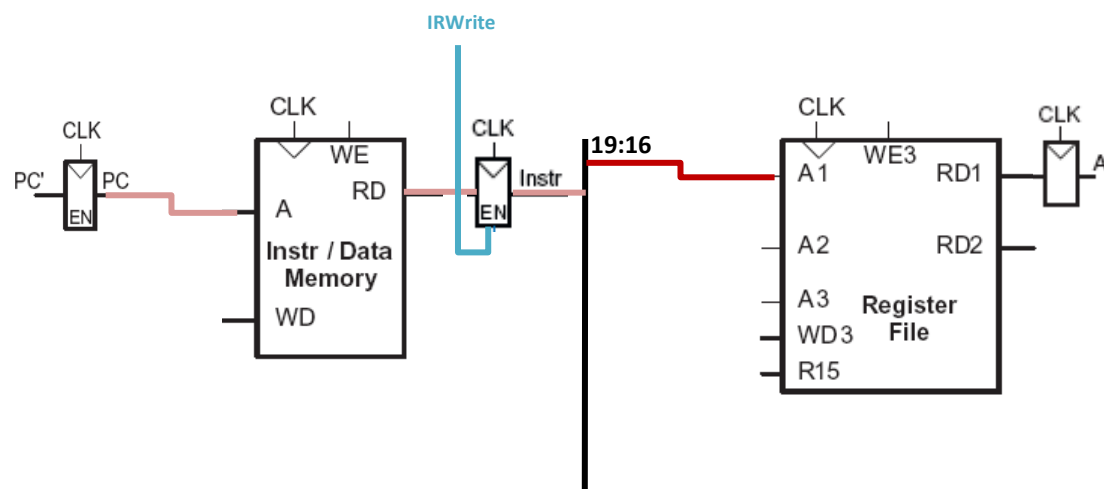 IRWrite
CLK
CLK
CLK
CLK
CLK
19:16
WE
WE3
PC'
PC
EN
RD
Instr
EN
A1
RD1
A
A
Instr / Data
Memory
A2
RD2
WD
A3
Register
File
WD3
R15